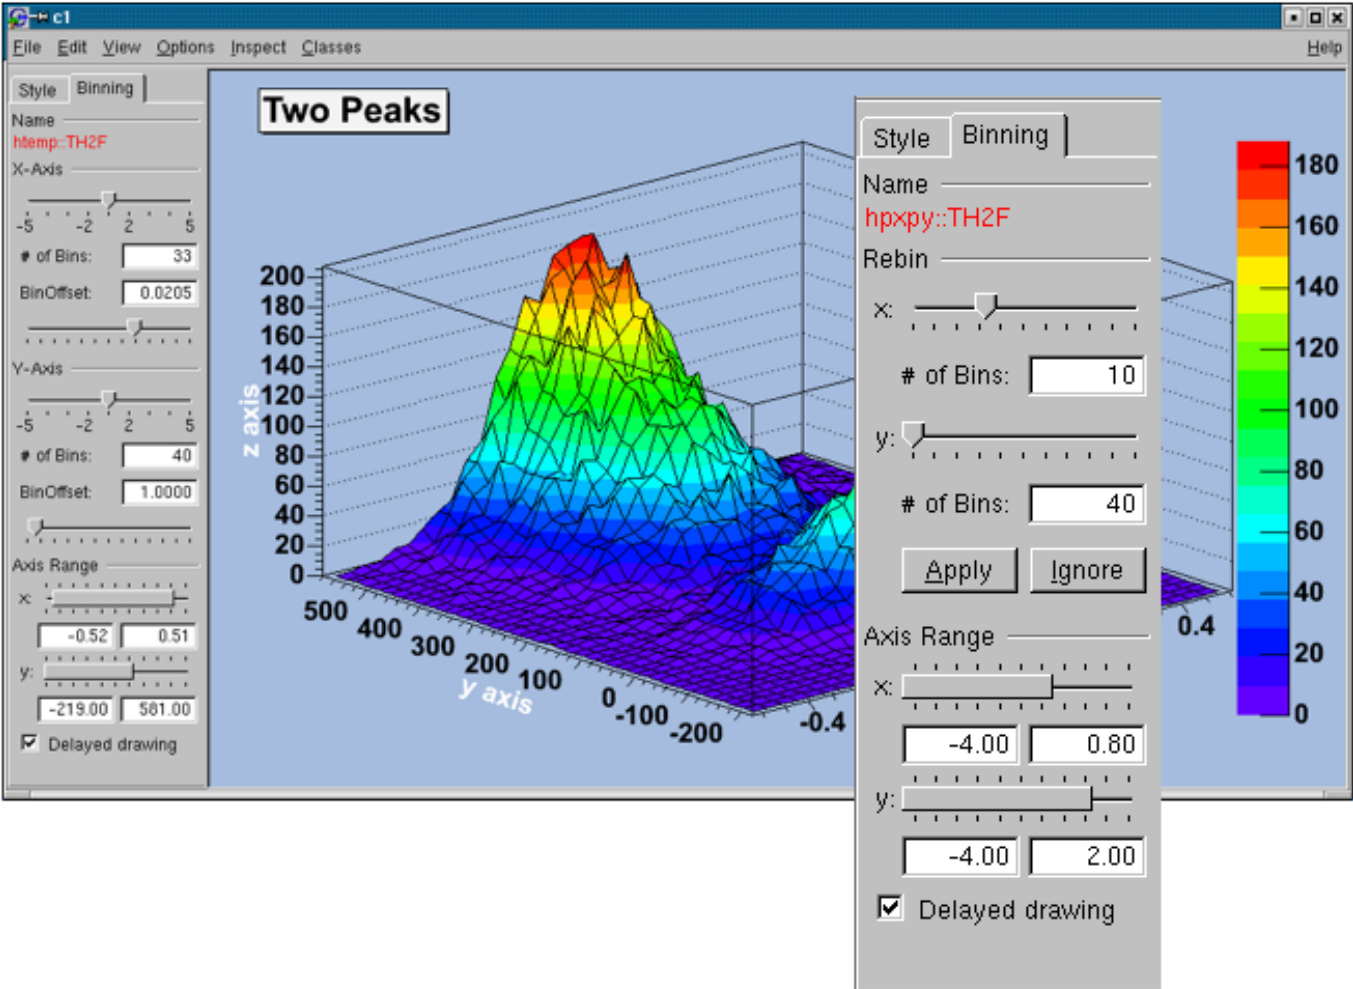 c1
File Edit View Options Inspect Classes Help
Style Binning
Name
htemp::TH2F
X-Axis
-5 -2 2 5
# of Bins: 33
BinOffset: 0.0205
Y-Axis
-5 -2 2 5
# of Bins: 40
BinOffset: 1.0000
Axis Range
x:
-0.52 0.51
y:
-219.00 581.00
Delayed drawing
Two Peaks
z axis
200
180
160
140
120
100
80
60
40
20
0
500 400 300 200 100 0 -100 -200
y axis
-0.4 0.4
Style Binning
Name
hpxpy::TH2F
Rebin
x:
# of Bins: 10
y:
# of Bins: 40
Apply Ignore
Axis Range
x:
-4.00 0.80
y:
-4.00 2.00
Delayed drawing
180
160
140
120
100
80
60
40
20
0